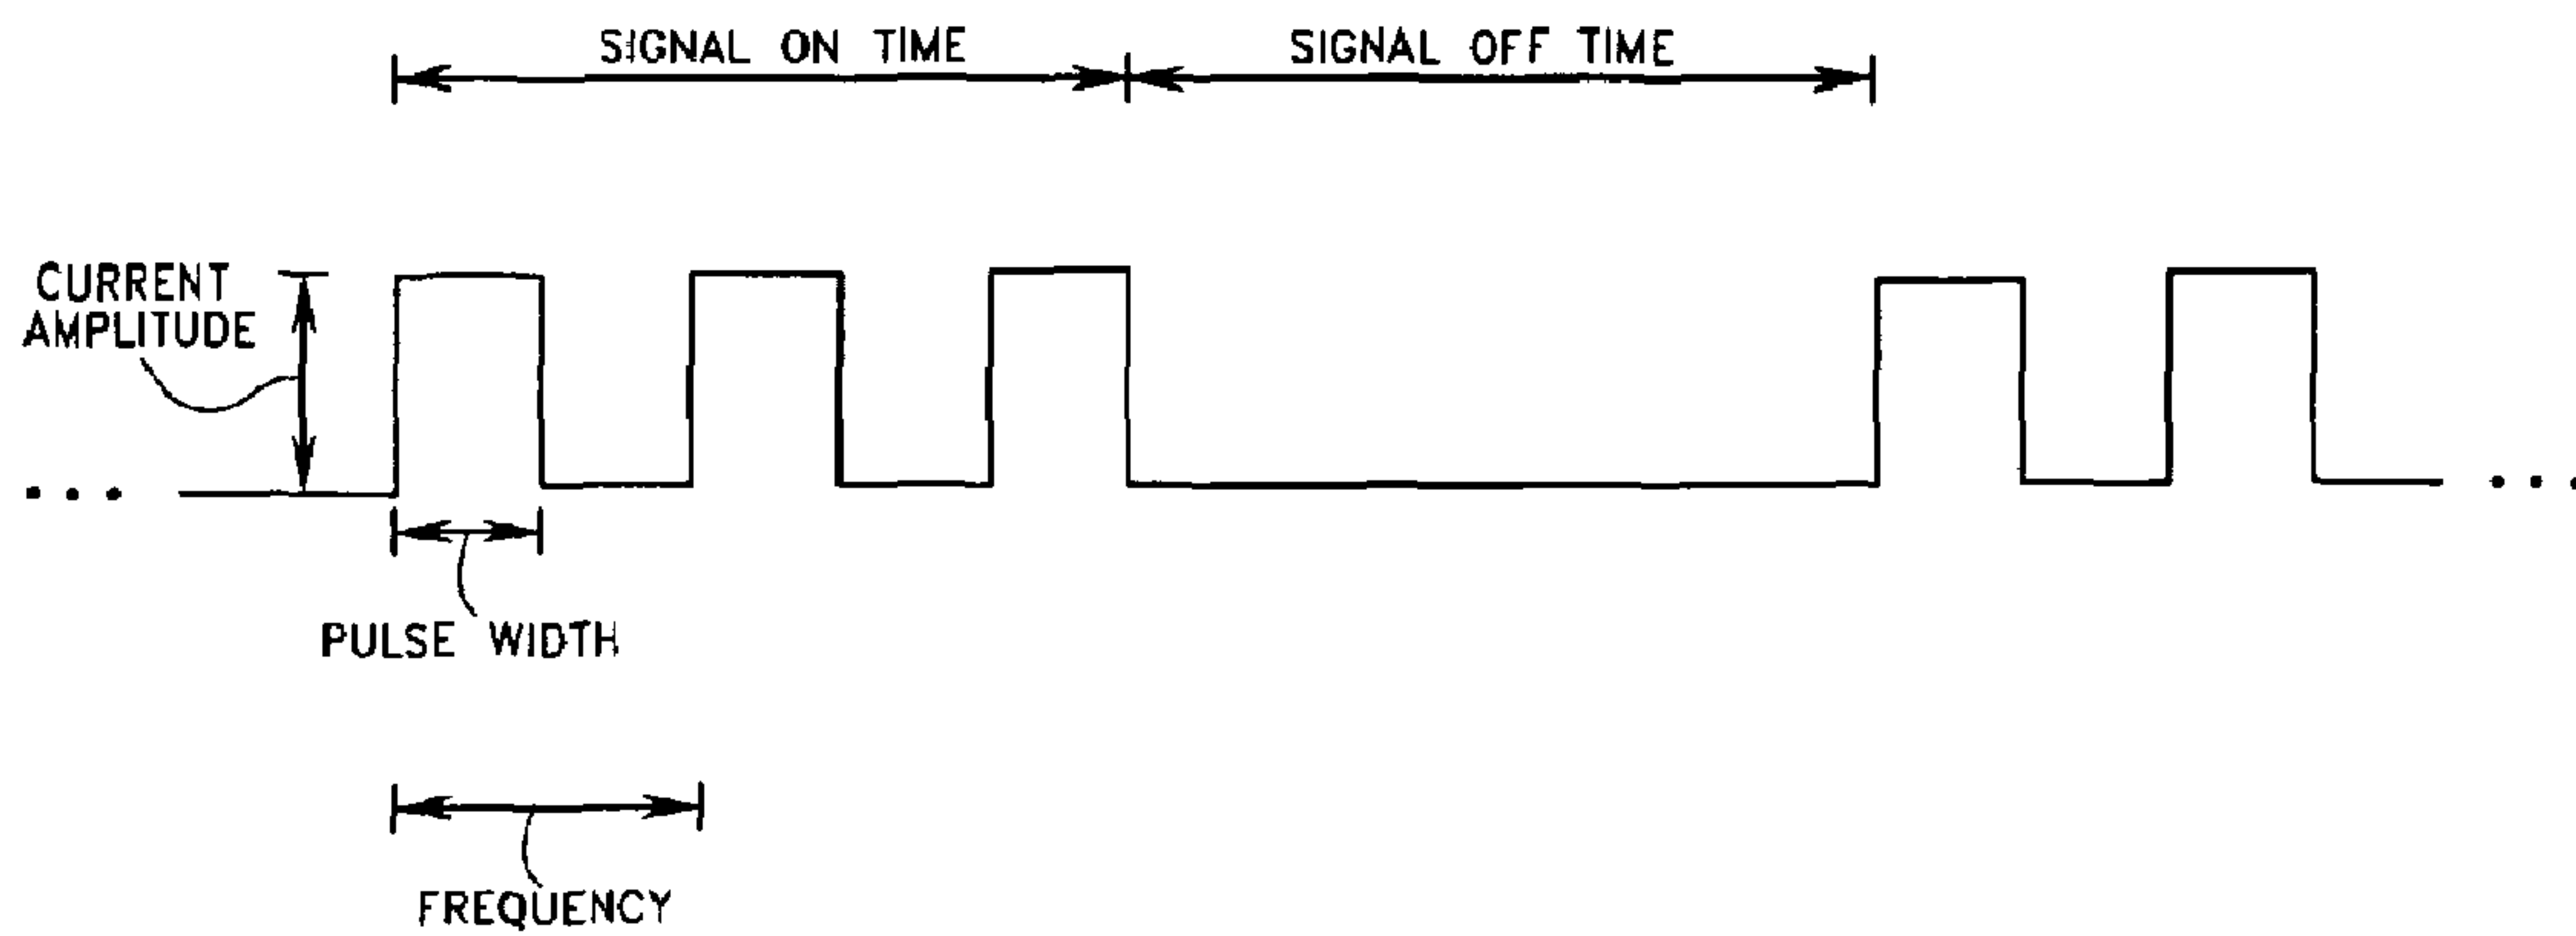 SIGNAL ON TIME
SIGNAL OFF TIME
CURRENT
AMPLITUDE
PULSE WIDTH
FREQUENCY